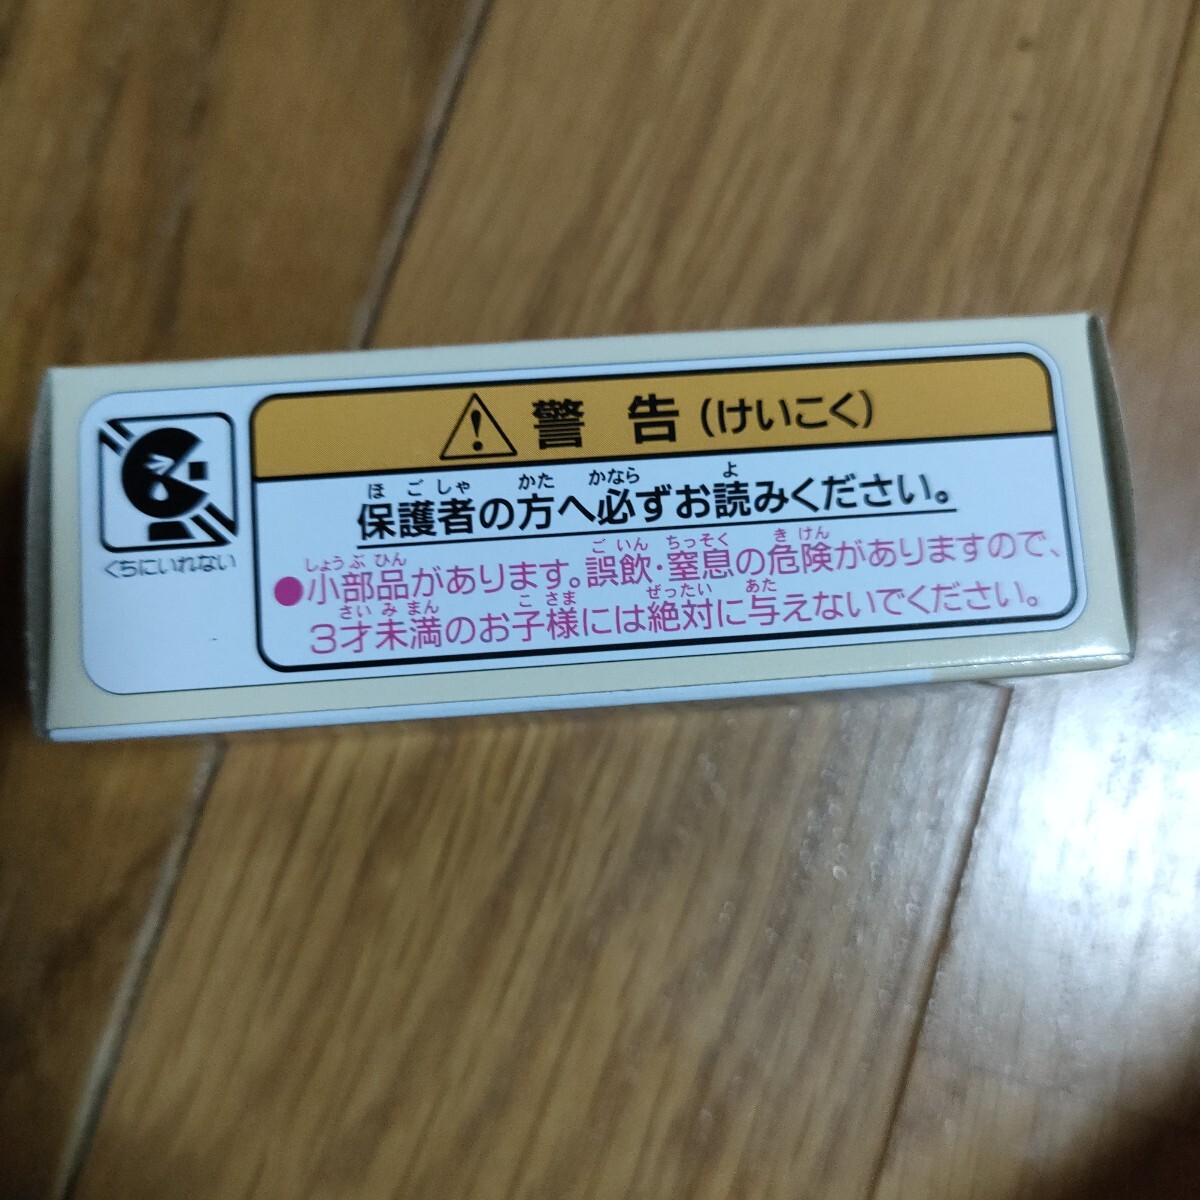 警告(けいこく)
ほごしゃ かた かなら よ
保護者の方へ必ずお読みください。
しょうぶひん ごいん ちっそく きけん
●小部品があります。誤飲・窒息の危険がありますので、
さいみまん こさま ぜったい あた
3才未満のお子様には絶対に与えないでください。
くちにいれない